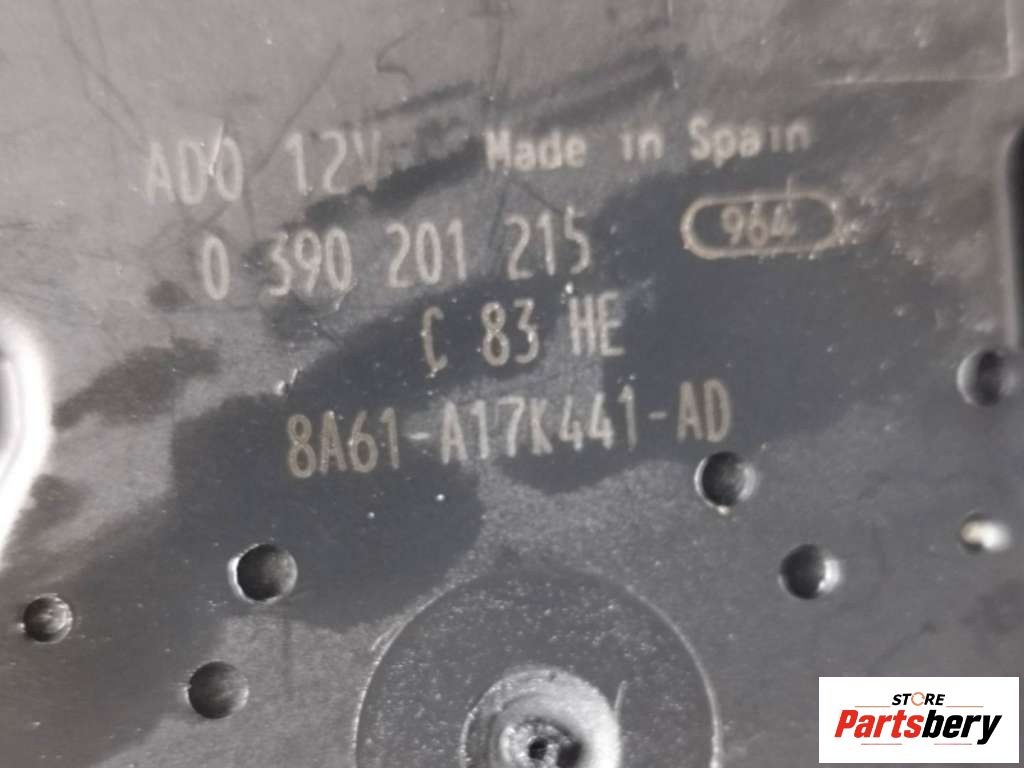 AD0 12V Made in Spain
0 390 201 215 964
C 83 HE
8A61-A17K441-AD
STORE
Partsbery